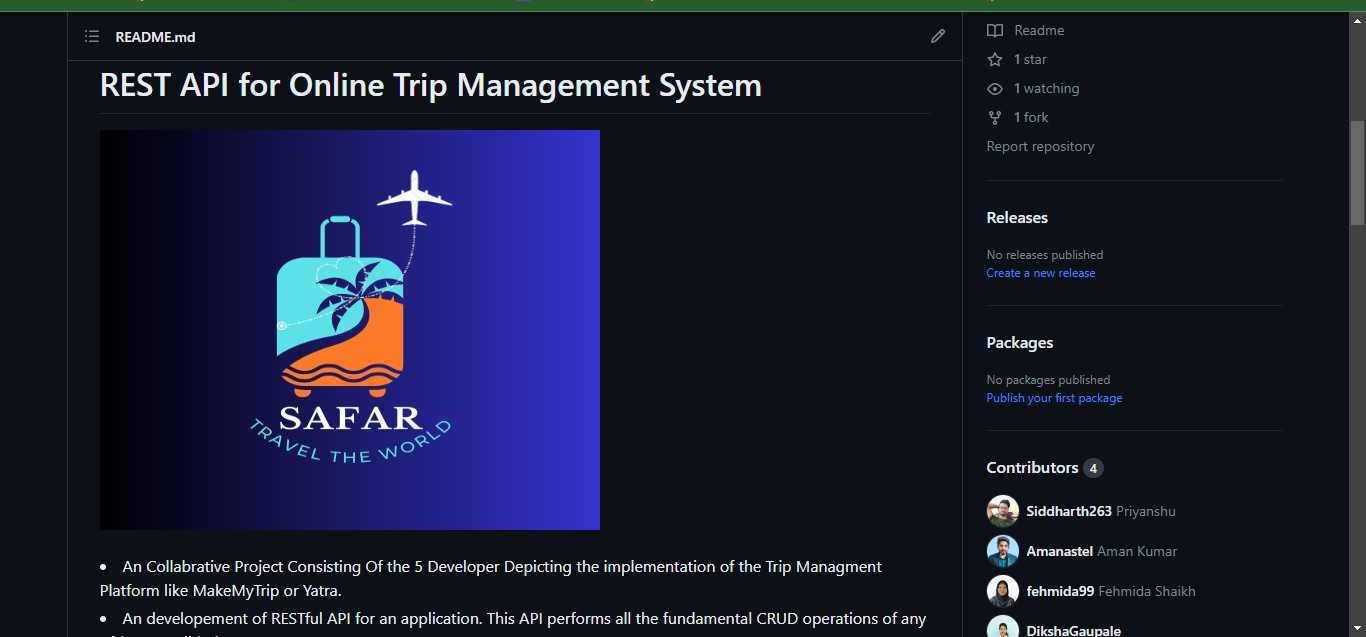 README.md
REST API for Online Trip Management System
SAFAR
TRAVEL THE WORLD
• An Collabrative Project Consisting Of the 5 Developer Depicting the implementation of the Trip Managment
Platform like MakeMyTrip or Yatra.
• An developement of RESTful API for an application. This API performs all the fundamental CRUD operations of any
Readme
1 star
1 watching
1 fork
Report repository
Releases
No releases published
Create a new release
Packages
No packages published
Publish your first package
Contributors 4
Siddharth263 Priyanshu
Amanastel Aman Kumar
fehmida99 Fehmida Shaikh
DikshaGaupale